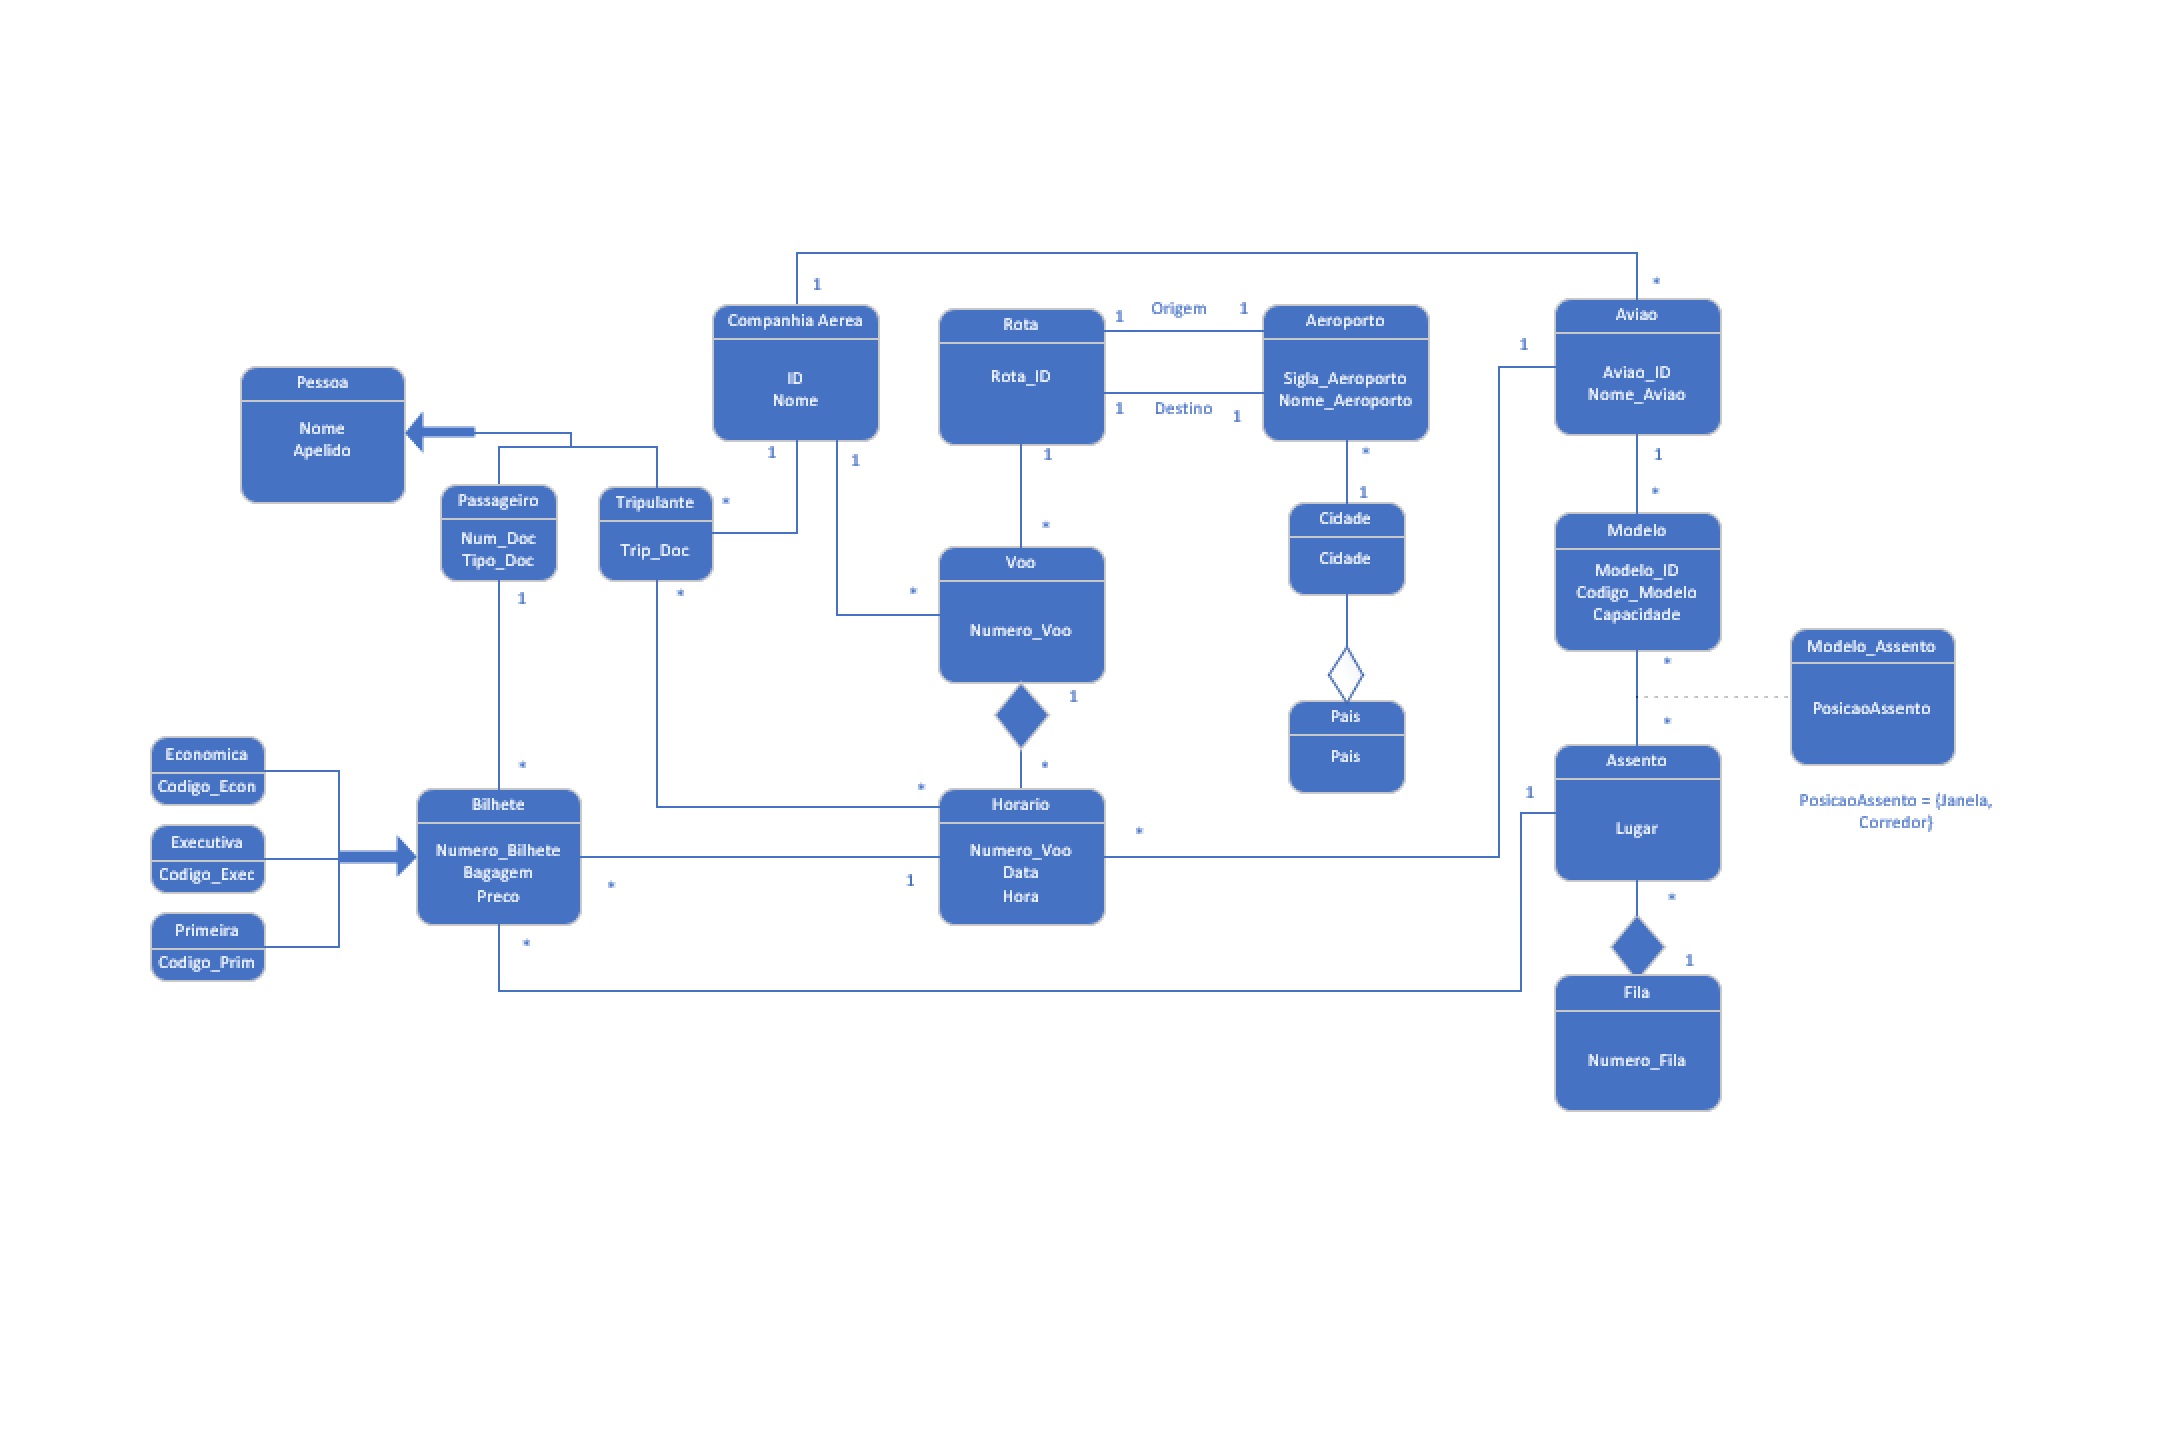 1
*
Companhia Aerea
ID
Nome
Rota
Rota_ID
1
Origem
1
1
Destino
1
Aeroporto
Sigla_Aeroporto
Nome_Aeroporto
Aviao
Aviao_ID
Nome_Aviao
1
Pessoa
Nome
Apelido
1
1
1
*
1
*
1
*
Passageiro
Num_Doc
Tipo_Doc
Tripulante
Trip_Doc
*
*
Cidade
Cidade
Modelo
Modelo_ID
Codigo_Modelo
Capacidade
Voo
Numero_Voo
1
*
*
*
*
Modelo_Assento
PosicaoAssento
1
Pais
Pais
Economica
Codigo_Econ
Executiva
Codigo_Exec
Primeira
Codigo_Prim
*
*
*
Bilhete
Numero_Bilhete
Bagagem
Preco
Horario
Numero_Voo
Data
Hora
*
1
Assento
Lugar
PosicaoAssento = {Janela,
Corredor}
*
1
*
*
1
Fila
Numero_Fila